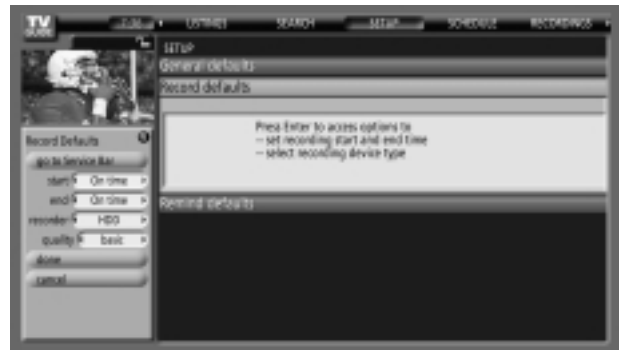 TV
GUIDE
LISTINGS SEARCH SETUP SCHEDULE RECORDINGS
SETUP
General defaults
Record defaults
Press Enter to access options to
-- set recording start and end time
-- select recording device type
Remind defaults
Record Defaults
go to Service Bar
start On time
end On time
recorder HDD
quality basic
done
cancel